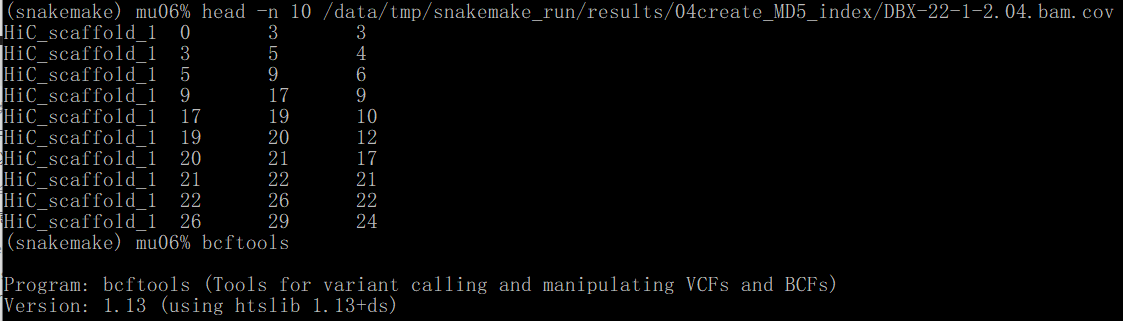 (snakemake) mu06% head -n 10 /data/tmp/snakemake_run/results/04create_MD5_index/DBX-22-1-2.04.bam.cov
HiC_scaffold_1 0 3 3
HiC_scaffold_1 3 5 4
HiC_scaffold_1 5 9 6
HiC_scaffold_1 9 17 9
HiC_scaffold_1 17 19 10
HiC_scaffold_1 19 20 12
HiC_scaffold_1 20 21 17
HiC_scaffold_1 21 22 21
HiC_scaffold_1 22 26 22
HiC_scaffold_1 26 29 24
(snakemake) mu06% bcftools
Program: bcftools (Tools for variant calling and manipulating VCFs and BCFs)
Version: 1.13 (using htslib 1.13+ds)